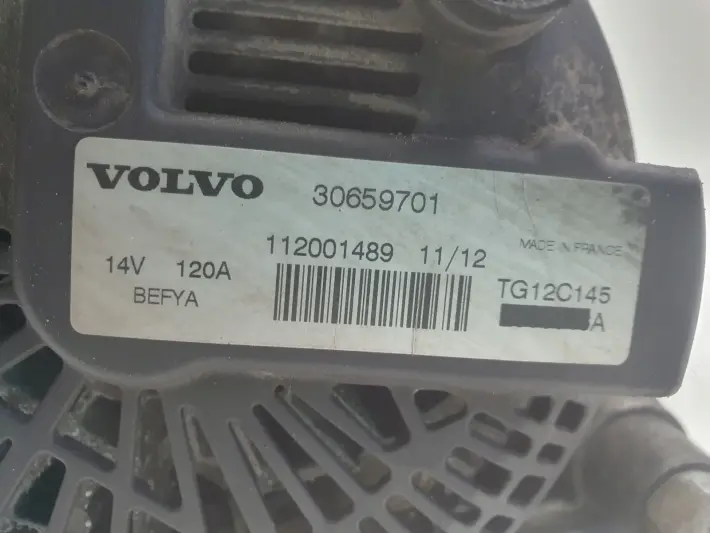 VOLVO 30659701
112001489 11/12 MADE IN FRANCE
14V 120A TG12C145
BEFYA A